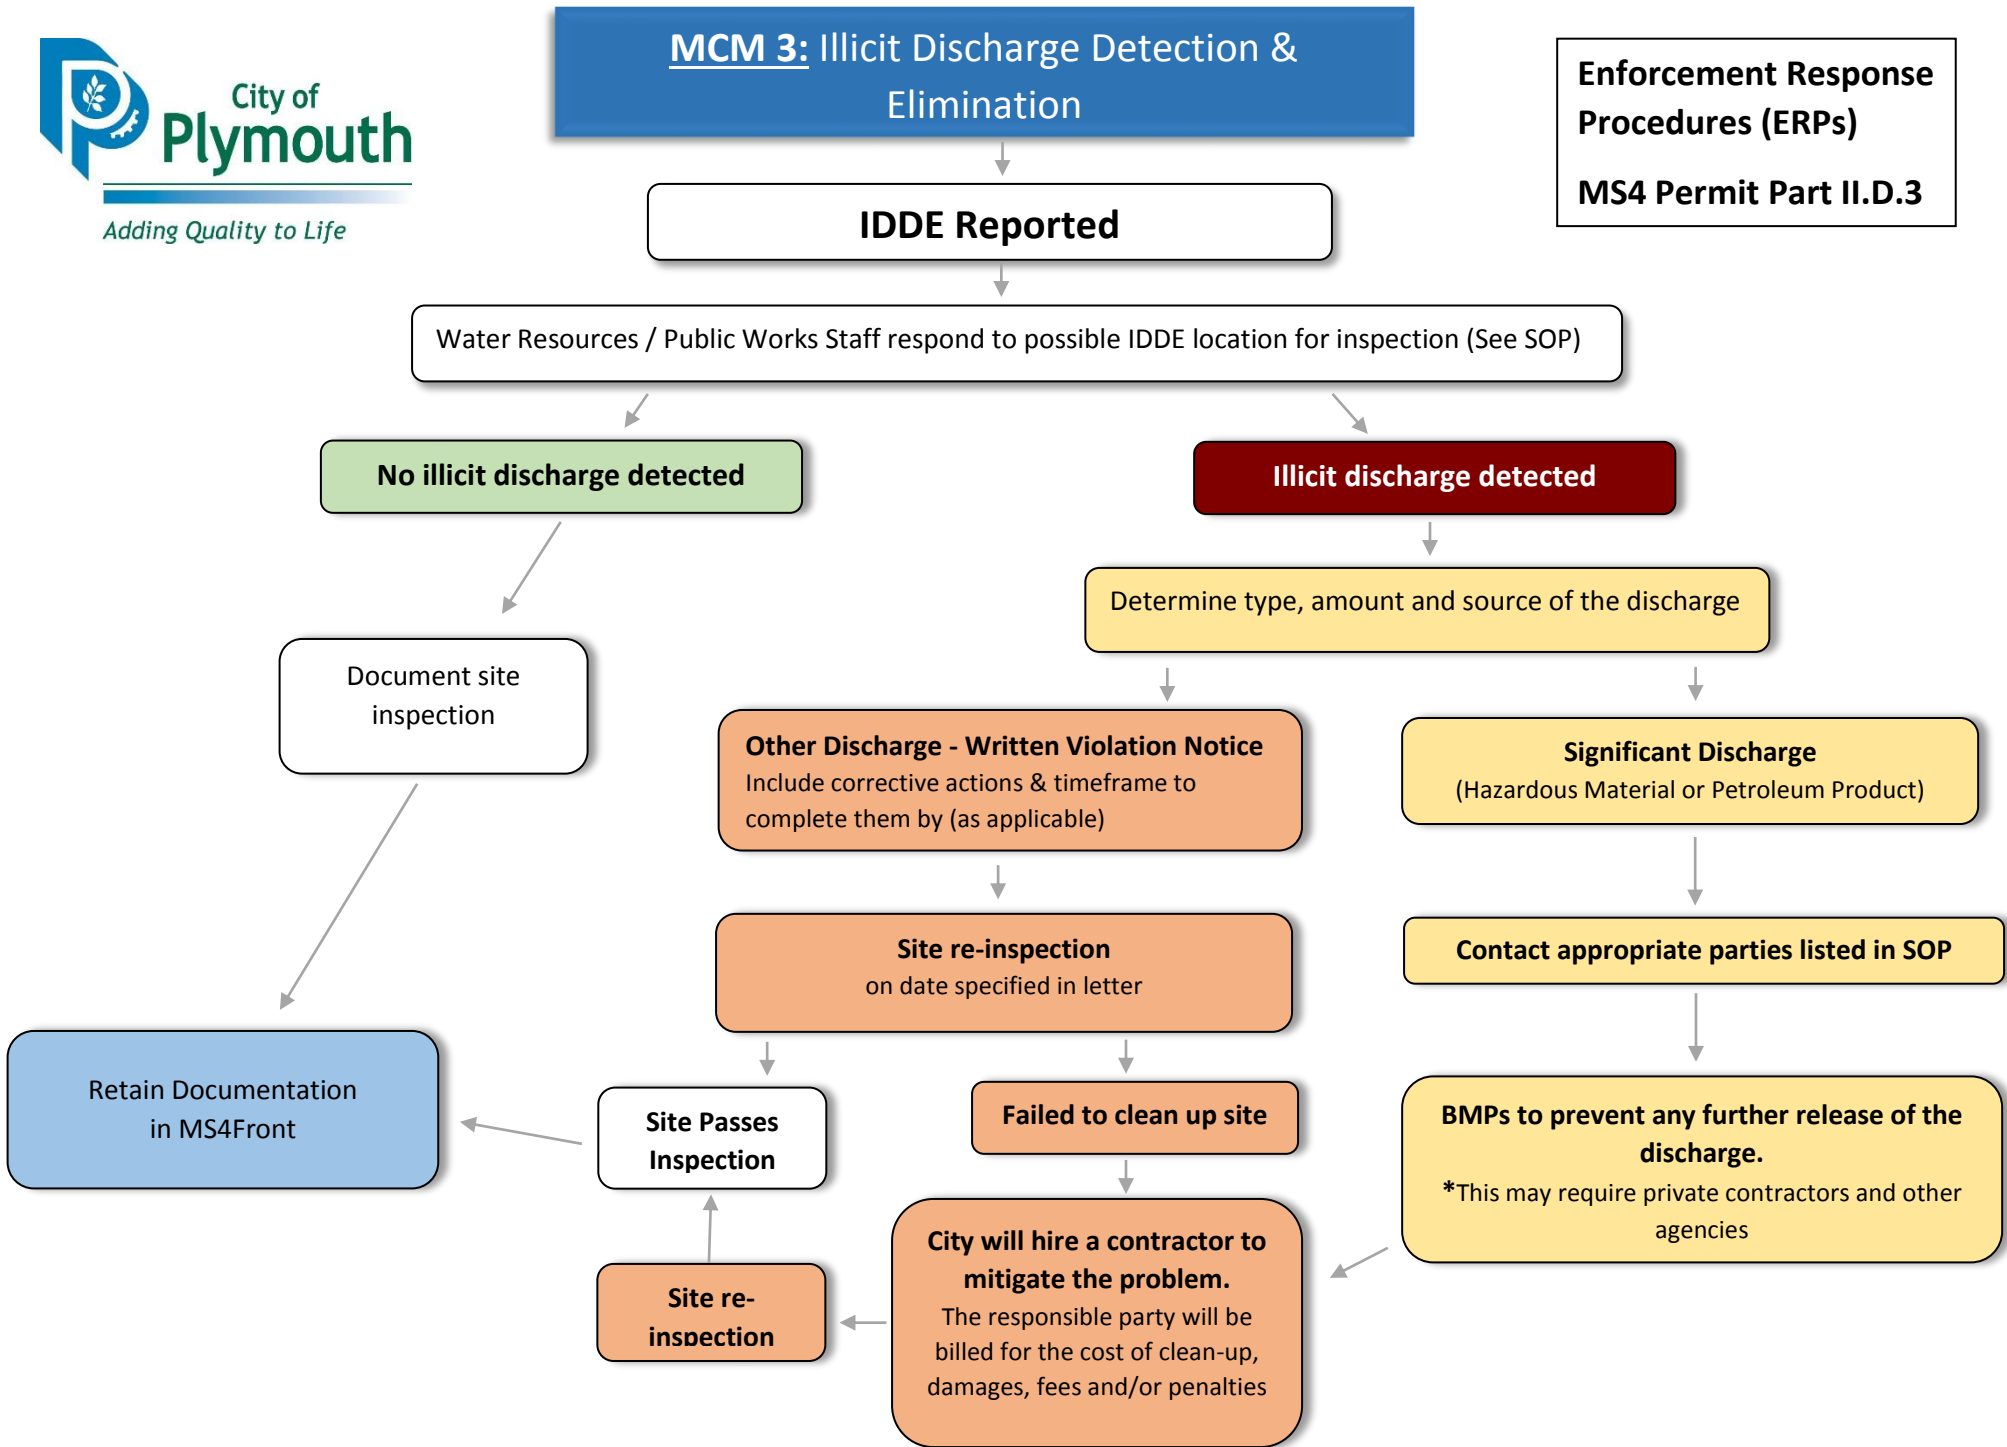 City of
Plymouth
Adding Quality to Life
MCM 3: Illicit Discharge Detection &
Elimination
Enforcement Response
Procedures (ERPs)
MS4 Permit Part II.D.3
IDDE Reported
Water Resources / Public Works Staff respond to possible IDDE location for inspection (See SOP)
No illicit discharge detected
Illicit discharge detected
Determine type, amount and source of the discharge
Document site
inspection
Other Discharge - Written Violation Notice
Include corrective actions & timeframe to
complete them by (as applicable)
Significant Discharge
(Hazardous Material or Petroleum Product)
Site re-inspection
on date specified in letter
Contact appropriate parties listed in SOP
Retain Documentation
in MS4Front
Site Passes
Inspection
Failed to clean up site
BMPs to prevent any further release of the
discharge.
*This may require private contractors and other
agencies
Site re-
inspection
City will hire a contractor to
mitigate the problem.
The responsible party will be
billed for the cost of clean-up,
damages, fees and/or penalties